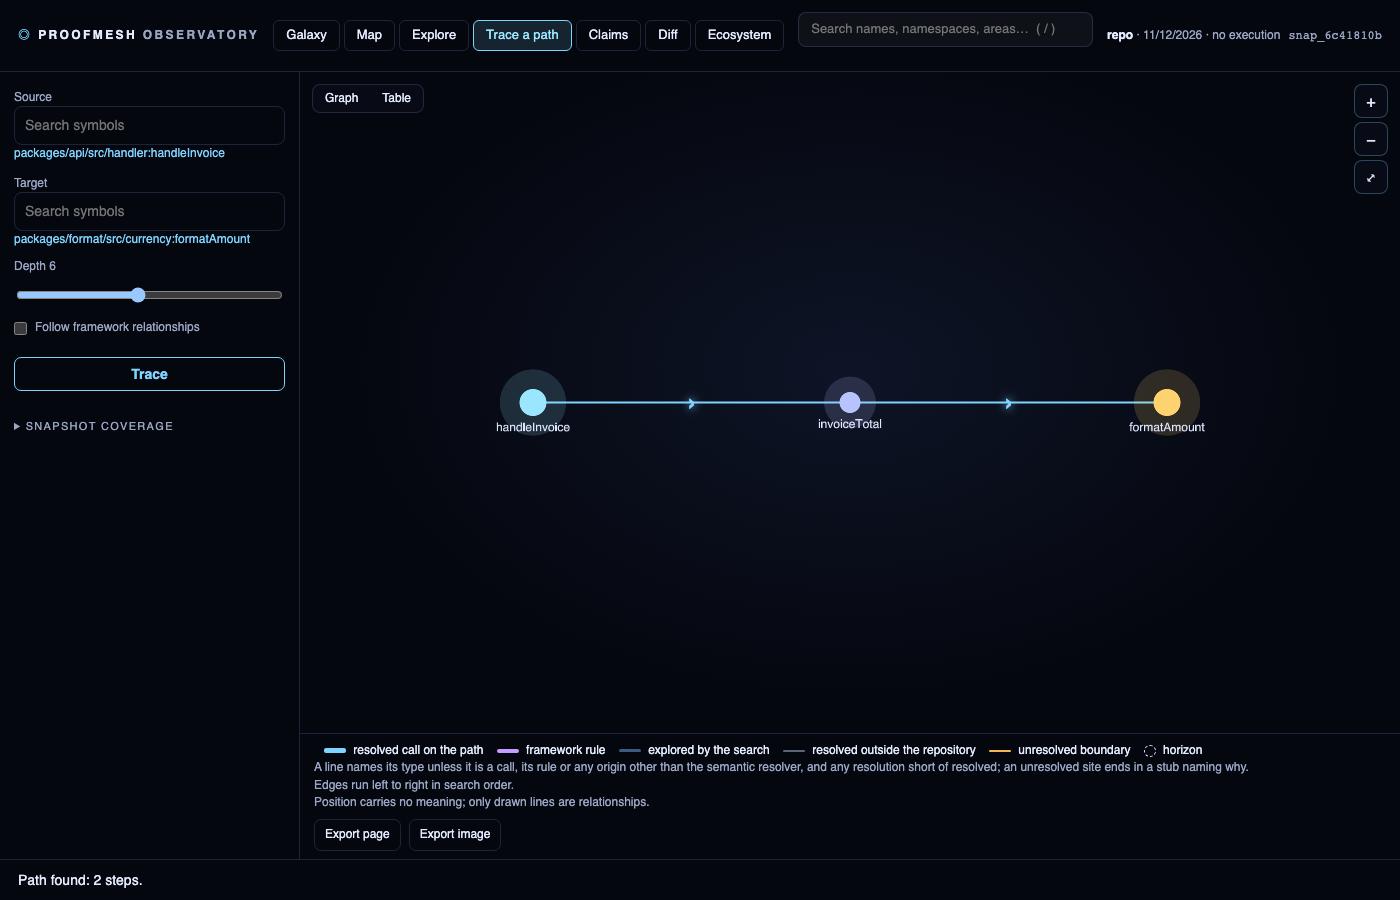 PROOFMESH OBSERVATORY
Galaxy
Map
Explore
Trace a path
Claims
Diff
Ecosystem
Search names, namespaces, areas… (/)
repo · 11/12/2026 · no execution snap_6c41810b
Source
Search symbols
packages/api/src/handler:handleInvoice
Target
Search symbols
packages/format/src/currency:formatAmount
Depth 6
Follow framework relationships
Trace
SNAPSHOT COVERAGE
Graph
Table
+
−
handleInvoice
invoiceTotal
formatAmount
resolved call on the path
framework rule
explored by the search
resolved outside the repository
unresolved boundary
horizon
A line names its type unless it is a call, its rule or any origin other than the semantic resolver, and any resolution short of resolved; an unresolved site ends in a stub naming why.
Edges run left to right in search order.
Position carries no meaning; only drawn lines are relationships.
Export page
Export image
Path found: 2 steps.